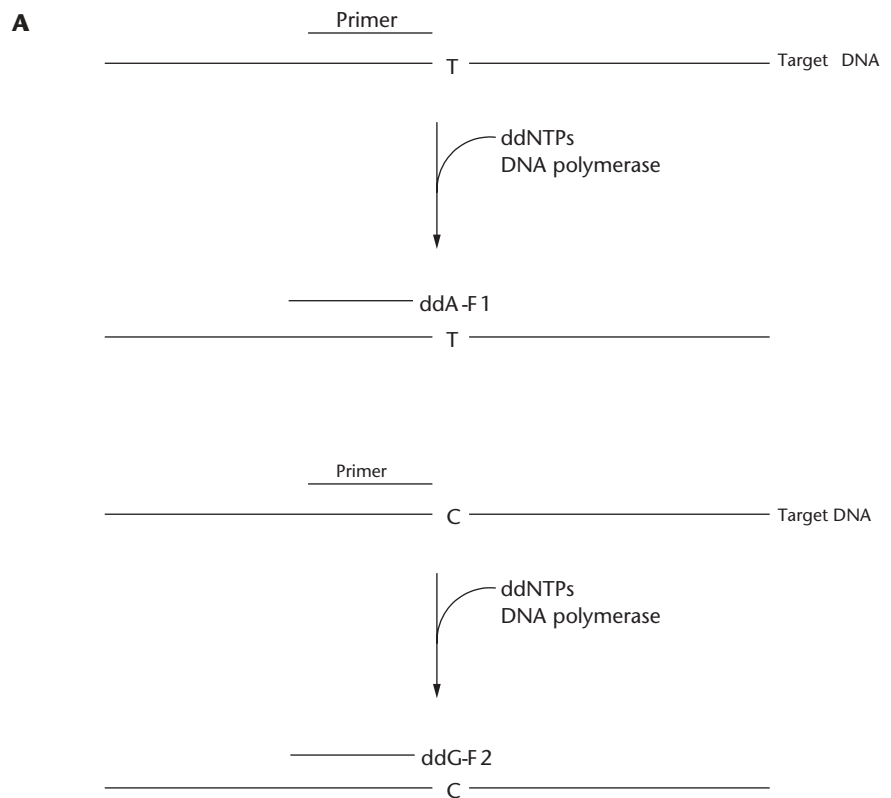 A
Primer
T
Target DNA
ddNTPs
DNA polymerase
ddA-F1
T
Primer
C
Target DNA
ddNTPs
DNA polymerase
ddG-F2
C